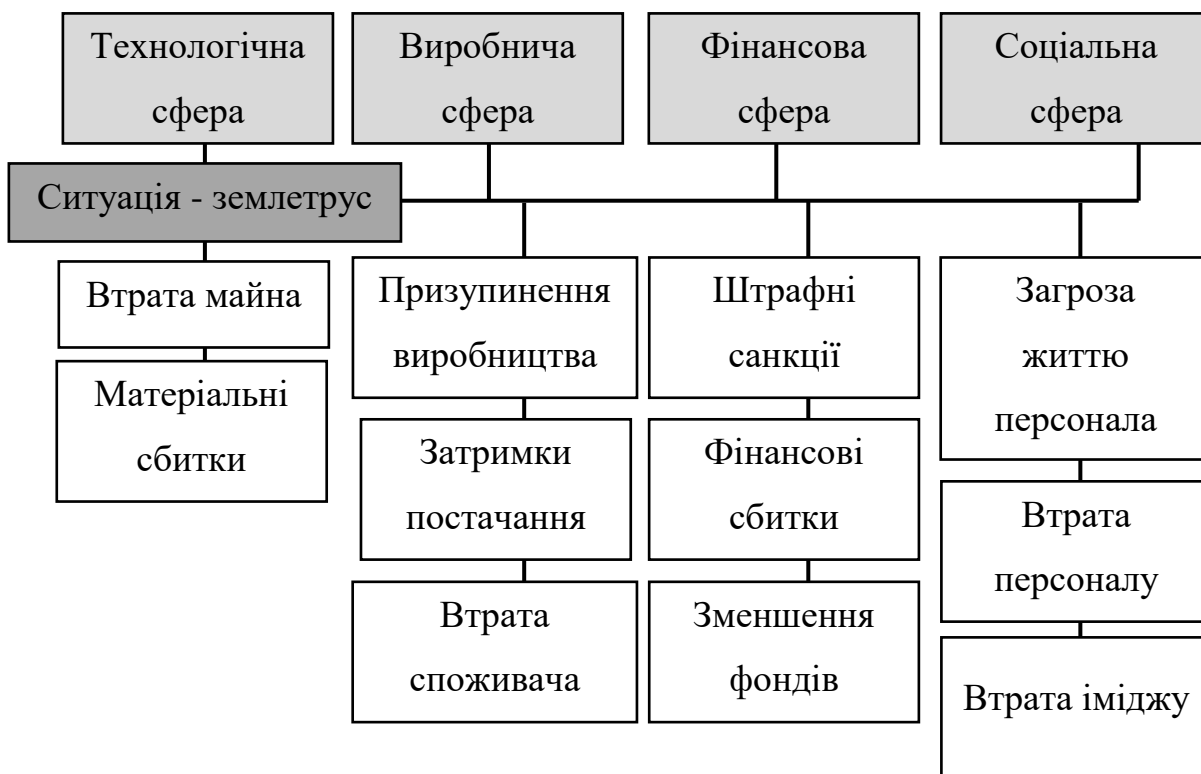 Технологічна
сфера
Виробнича
сфера
Фінансова
сфера
Соціальна
сфера
Ситуація - землетрус
Втрата майна
Матеріальні
сбитки
Призупинення
виробництва
Затримки
постачання
Втрата
споживача
Штрафні
санкції
Фінансові
сбитки
Зменшення
фондів
Загроза
життю
персонала
Втрата
персоналу
Втрата іміджу